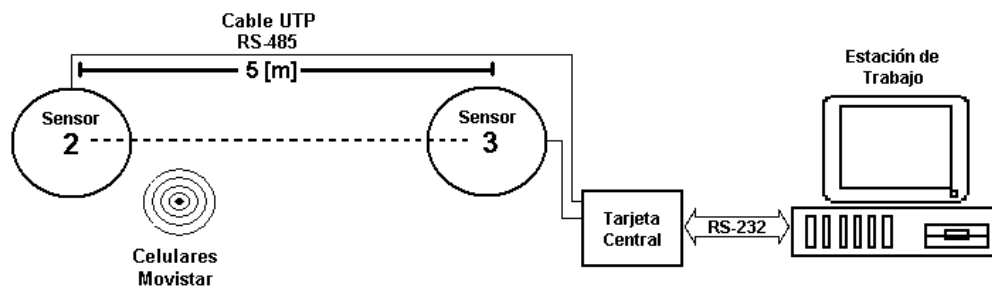 Cable UTP
RS-485
5 [m]
Sensor
2
Sensor
3
Celulares
Movistar
Tarjeta
Central
RS-232
Estación de
Trabajo